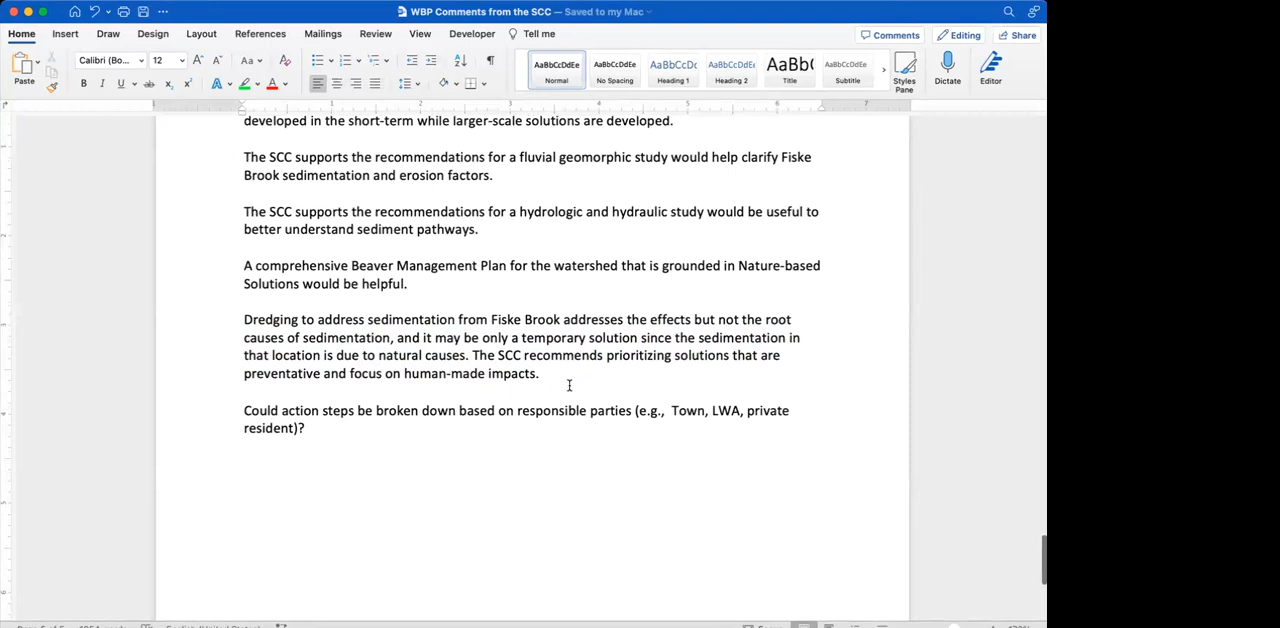 WBP Comments from the SCC — Saved to my Mac
Home Insert Draw Design Layout References Mailings Review View Developer Tell me
Comments Editing Share
Paste
Calibri (Bo... 12
AaBbCcDdEe AaBbCcDdEe AaBbCcDc AaBbCcDdEe AaBb( AaBbCcDdEe
Normal No Spacing Heading 1 Heading 2 Title Subtitle
Styles Pane
Dictate
Editor
1 1 2 3 4 5 6 7
developed in the short-term while larger-scale solutions are developed.
The SCC supports the recommendations for a fluvial geomorphic study would help clarify Fiske
Brook sedimentation and erosion factors.
The SCC supports the recommendations for a hydrologic and hydraulic study would be useful to
better understand sediment pathways.
A comprehensive Beaver Management Plan for the watershed that is grounded in Nature-based
Solutions would be helpful.
Dredging to address sedimentation from Fiske Brook addresses the effects but not the root
causes of sedimentation, and it may be only a temporary solution since the sedimentation in
that location is due to natural causes. The SCC recommends prioritizing solutions that are
preventative and focus on human-made impacts.
Could action steps be broken down based on responsible parties (e.g.,  Town, LWA, private
resident)?